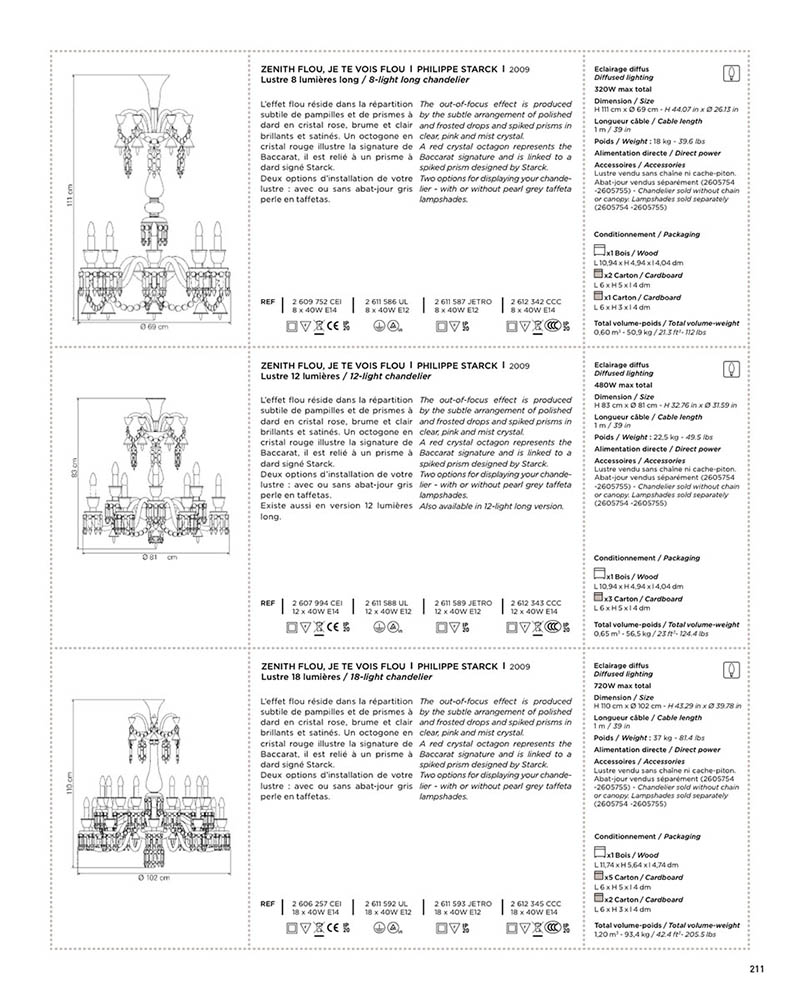 ZENITH FLOU, JE TE VOIS FLOU I PHILIPPE STARCK I 2009
Lustre 8 lumières long / 8-light long chandelier
L'effet flou réside dans la répartition
subtile de pampilles et de prismes à
dard en cristal rose, brume et clair
brillants et satinés. Un octogone en
cristal rouge illustre la signature de
Baccarat, il est relié à un prisme à
dard signé Starck.
Deux options d'installation de votre
lustre : avec ou sans abat-jour gris
perle en taffetas.
The out-of-focus effect is produced
by the subtle arrangement of polished
and frosted drops and spiked prisms in
clear, pink and mist crystal.
A red crystal octagon represents the
Baccarat signature and is linked to a
spiked prism designed by Starck.
Two options for displaying your chande-
lier - with or without pearl grey taffeta
lampshades.
111 cm
Ø 69 cm
REF
2 609 752 CEI
8 x 40W E14
2 611 586 UL
8 x 40W E12
2 611 587 JETRO
8 x 40W E12
2 612 342 CCC
8 x 40W E14
Eclairage diffus
Diffused lighting
320W max total
Dimension / Size
H 111 cm x Ø 69 cm - H 44.07 in x Ø 26.13 in
Longueur câble / Cable length
1 m / 39 in
Poids / Weight : 18 kg - 39.6 lbs
Alimentation directe / Direct power
Accessoires / Accessories
Lustre vendu sans chaîne ni cache-piton.
Abat-jour vendus séparément (2605754
-2605755) - Chandelier sold without chain
or canopy. Lampshades sold separately
(2605754 -2605755)
Conditionnement / Packaging
x1 Bois / Wood
L 10,94 x H 4,94 x l 4,04 dm
x2 Carton / Cardboard
L 6 x H 5 x l 4 dm
x1 Carton / Cardboard
L 6 x H 3 x l 4 dm
Total volume-poids / Total volume-weight
0,60 m³ - 50,9 kg / 21.3 ft³- 112 lbs
ZENITH FLOU, JE TE VOIS FLOU I PHILIPPE STARCK I 2009
Lustre 12 lumières / 12-light chandelier
L'effet flou réside dans la répartition
subtile de pampilles et de prismes à
dard en cristal rose, brume et clair
brillants et satinés. Un octogone en
cristal rouge illustre la signature de
Baccarat, il est relié à un prisme à
dard signé Starck.
Deux options d'installation de votre
lustre : avec ou sans abat-jour gris
perle en taffetas.
Existe aussi en version 12 lumières
long.
The out-of-focus effect is produced
by the subtle arrangement of polished
and frosted drops and spiked prisms in
clear, pink and mist crystal.
A red crystal octagon represents the
Baccarat signature and is linked to a
spiked prism designed by Starck.
Two options for displaying your chande-
lier - with or without pearl grey taffeta
lampshades.
Also available in 12-light long version.
83 cm
Ø 81 cm
REF
2 607 994 CEI
12 x 40W E14
2 611 588 UL
12 x 40W E12
2 611 589 JETRO
12 x 40W E12
2 612 343 CCC
12 x 40W E14
Eclairage diffus
Diffused lighting
480W max total
Dimension / Size
H 83 cm x Ø 81 cm - H 32.76 in x Ø 31.59 in
Longueur câble / Cable length
1 m / 39 in
Poids / Weight : 22,5 kg - 49.5 lbs
Alimentation directe / Direct power
Accessoires / Accessories
Lustre vendu sans chaîne ni cache-piton.
Abat-jour vendus séparément (2605754
-2605755) - Chandelier sold without chain
or canopy. Lampshades sold separately
(2605754 -2605755)
Conditionnement / Packaging
x1 Bois / Wood
L 10,94 x H 4,94 x l 4,04 dm
x3 Carton / Cardboard
L 6 x H 5 x l 4 dm
Total volume-poids / Total volume-weight
0,65 m³ - 56,5 kg / 23 ft³- 124.4 lbs
ZENITH FLOU, JE TE VOIS FLOU I PHILIPPE STARCK I 2009
Lustre 18 lumières / 18-light chandelier
L'effet flou réside dans la répartition
subtile de pampilles et de prismes à
dard en cristal rose, brume et clair
brillants et satinés. Un octogone en
cristal rouge illustre la signature de
Baccarat, il est relié à un prisme à
dard signé Starck.
Deux options d'installation de votre
lustre : avec ou sans abat-jour gris
perle en taffetas.
The out-of-focus effect is produced
by the subtle arrangement of polished
and frosted drops and spiked prisms in
clear, pink and mist crystal.
A red crystal octagon represents the
Baccarat signature and is linked to a
spiked prism designed by Starck.
Two options for displaying your chande-
lier - with or without pearl grey taffeta
lampshades.
110 cm
Ø 102 cm
REF
2 606 257 CEI
18 x 40W E14
2 611 592 UL
18 x 40W E12
2 611 593 JETRO
18 x 40W E12
2 612 345 CCC
18 x 40W E14
Eclairage diffus
Diffused lighting
720W max total
Dimension / Size
H 110 cm x Ø 102 cm - H 43.29 in x Ø 39.78 in
Longueur câble / Cable length
1 m / 39 in
Poids / Weight : 37 kg - 81.4 lbs
Alimentation directe / Direct power
Accessoires / Accessories
Lustre vendu sans chaîne ni cache-piton.
Abat-jour vendus séparément (2605754
-2605755) - Chandelier sold without chain
or canopy. Lampshades sold separately
(2605754 -2605755)
Conditionnement / Packaging
x1 Bois / Wood
L 11,74 x H 5,64 x l 4,74 dm
x5 Carton / Cardboard
L 6 x H 5 x l 4 dm
x2 Carton / Cardboard
L 6 x H 3 x l 4 dm
Total volume-poids / Total volume-weight
1,20 m³ - 93,4 kg / 42.4 ft³- 205.5 lbs
211